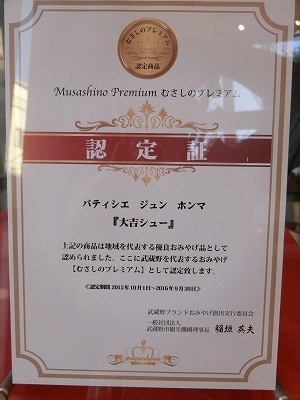 むさしのプレミアム
認定商品
Musashino Premium むさしのプレミアム
認定証
パティシエ ジュン ホンマ
『大吉シュー』
上記の商品は地域を代表する優良おみやげ品として
認められました。ここに武蔵野を代表するおみやげ
【むさしのプレミアム】として認定致します。
≪認定期間 2015年10月1日～2016年9月30日≫
武蔵野ブランドおみやげ創出実行委員会
一般社団法人
武蔵野市観光機構理事長 稲垣 英夫
musashino